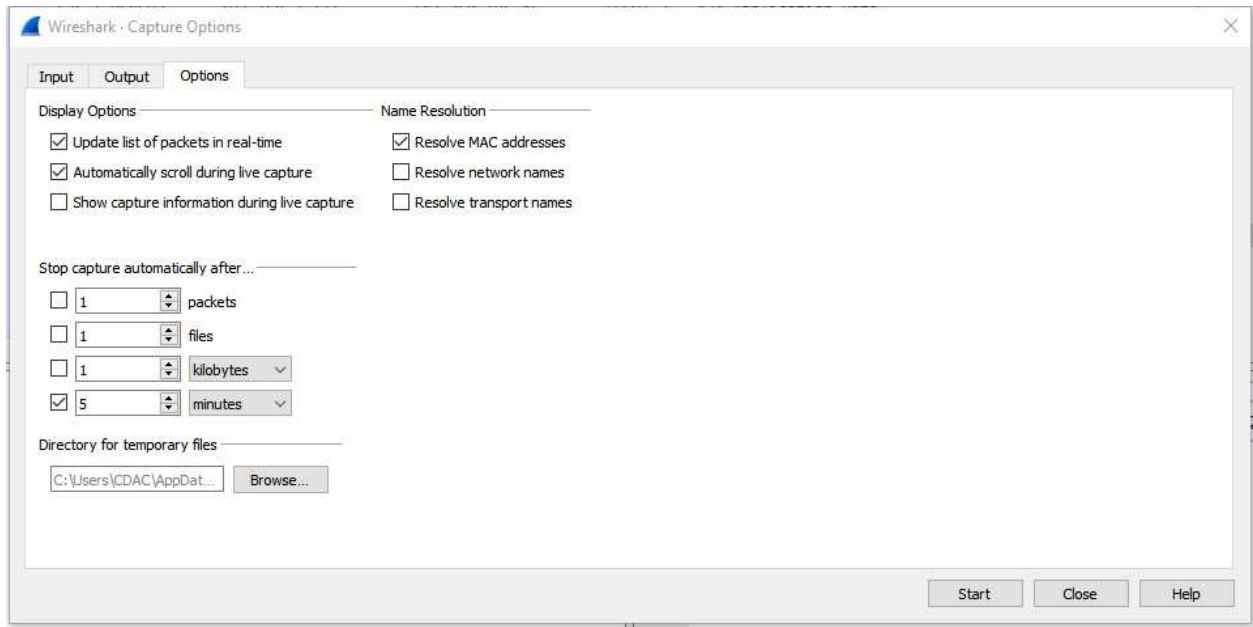 Wireshark · Capture Options
Input Output Options
Display Options
Update list of packets in real-time
Automatically scroll during live capture
Show capture information during live capture
Name Resolution
Resolve MAC addresses
Resolve network names
Resolve transport names
Stop capture automatically after...
1 packets
1 files
1 kilobytes
5 minutes
Directory for temporary files
C:\Users\CDAC\AppDat... Browse...
Start Close Help